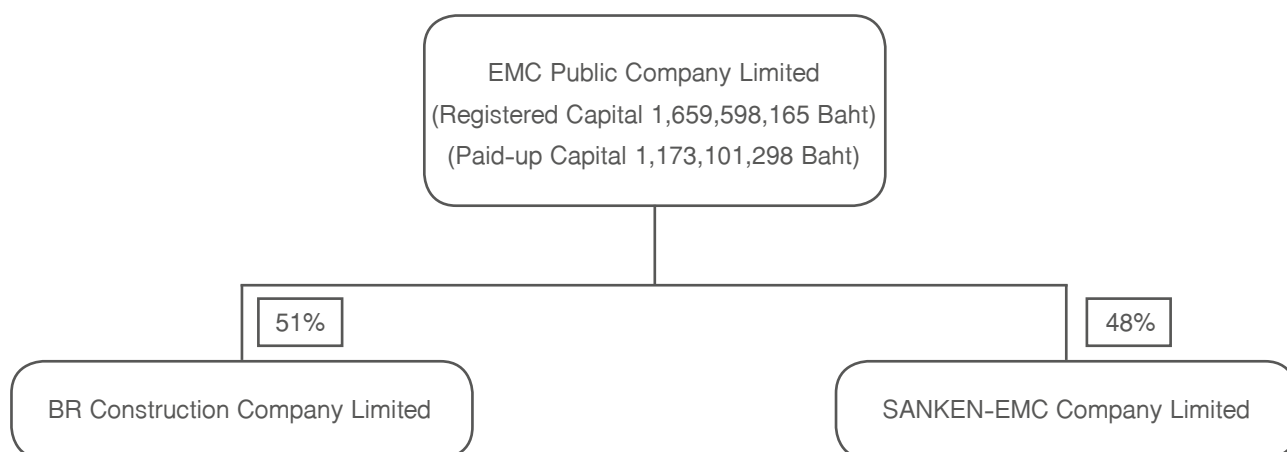 EMC Public Company Limited
(Registered Capital 1,659,598,165 Baht)
(Paid-up Capital 1,173,101,298 Baht)
51%
48%
BR Construction Company Limited
SANKEN-EMC Company Limited